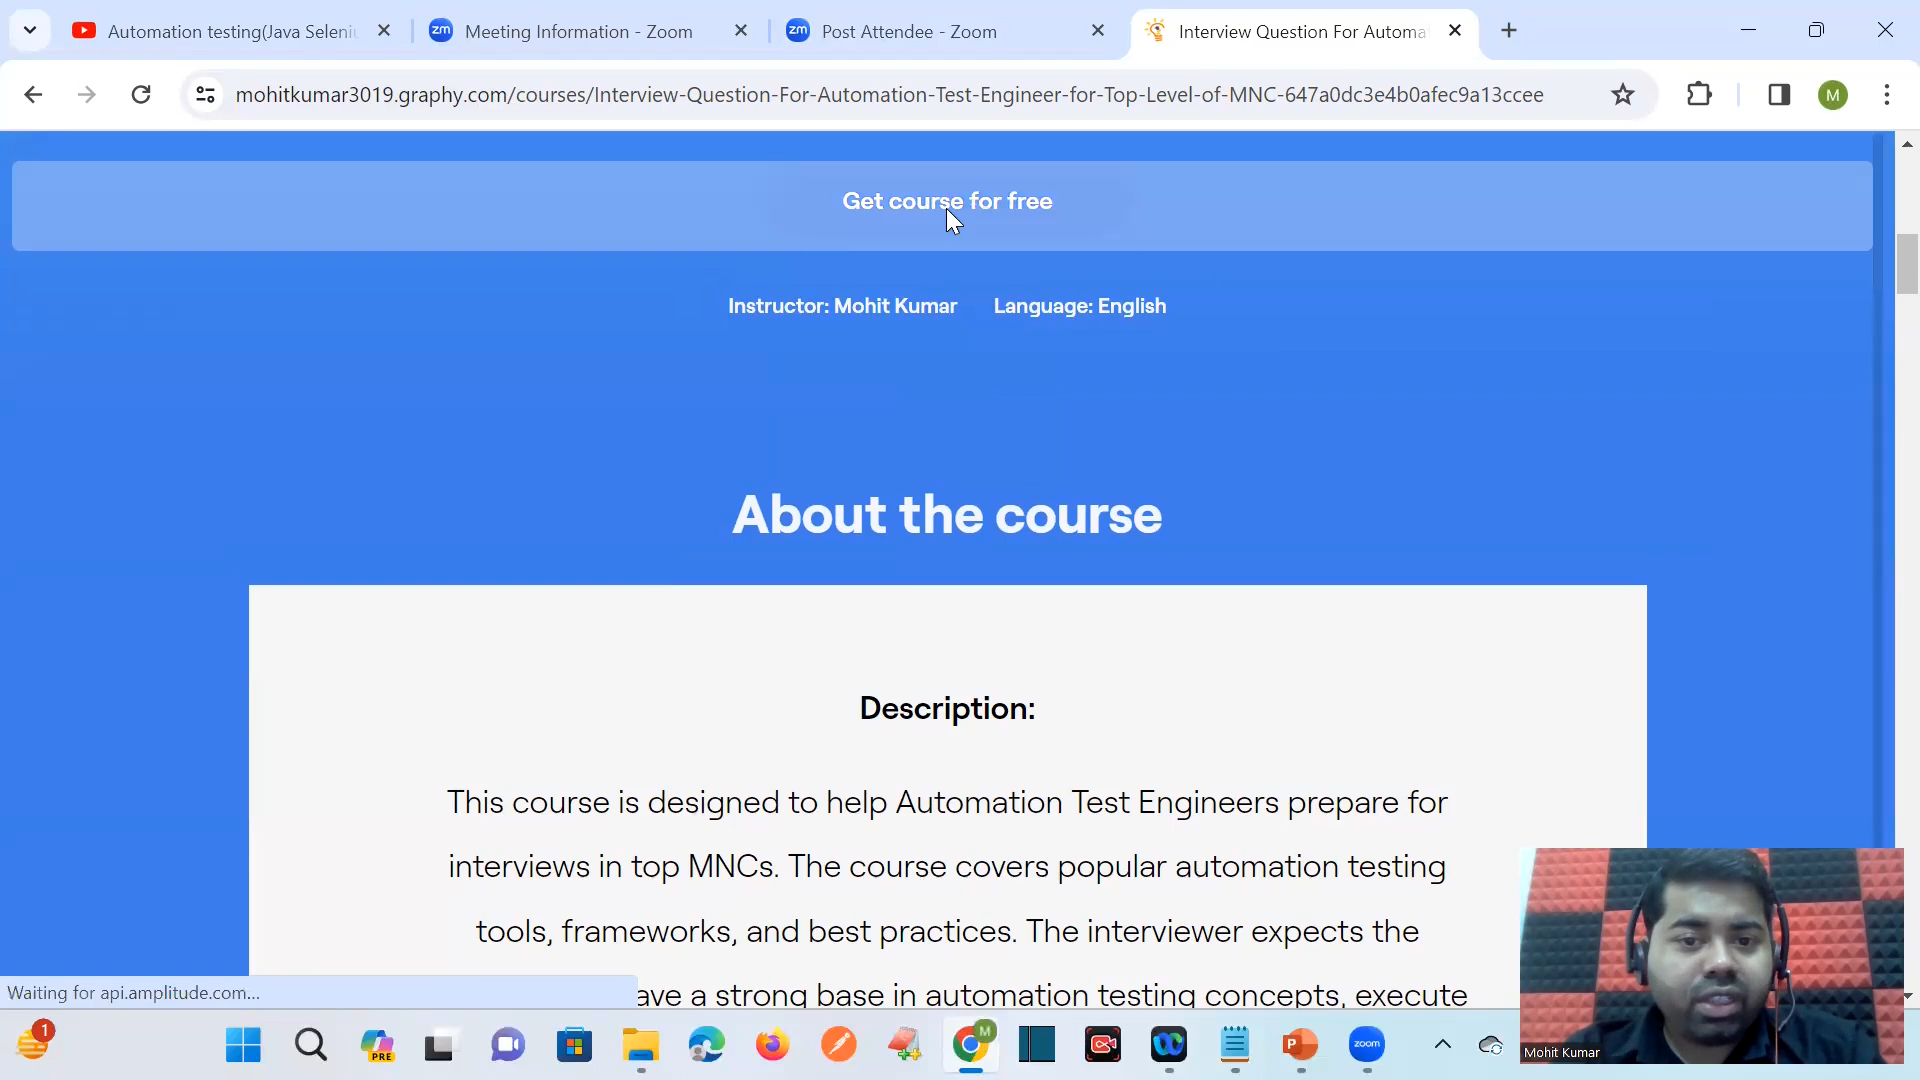 Automation testing(Java Seleni
Meeting Information - Zoom
Post Attendee - Zoom
Interview Question For Automa
mohitkumar3019.graphy.com/courses/Interview-Question-For-Automation-Test-Engineer-for-Top-Level-of-MNC-647a0dc3e4b0afec9a13ccee
M
Get course for free
Instructor: Mohit Kumar
Language: English
About the course
Description:
This course is designed to help Automation Test Engineers prepare for
interviews in top MNCs. The course covers popular automation testing
tools, frameworks, and best practices. The interviewer expects the
ave a strong base in automation testing concepts, execute
Waiting for api.amplitude.com...
1
PRE
M
zoom
Mohit Kumar